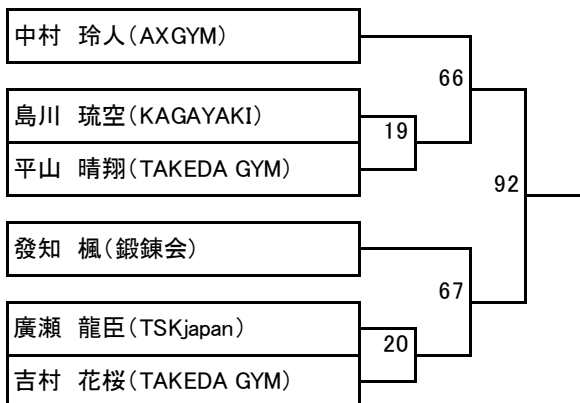 中村 玲人(AXGYM)
66
島川 琉空(KAGAYAKI)
19
平山 晴翔(TAKEDA GYM)
92
發知 楓(鍛錬会)
67
廣瀬 龍臣(TSKjapan)
20
吉村 花桜(TAKEDA GYM)